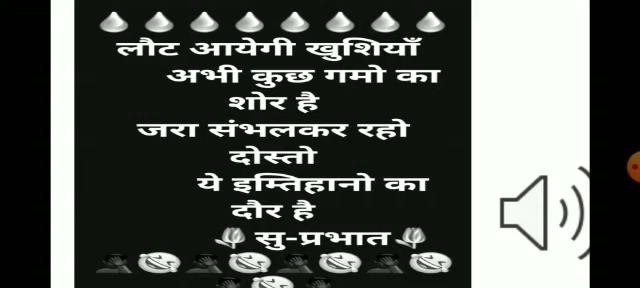 लौट आयेगी खुशियाँ
अभी कुछ गमो का
शोर है
जरा संभलकर रहो
दोस्तो
ये इम्तिहानो का
दौर है
सु-प्रभात